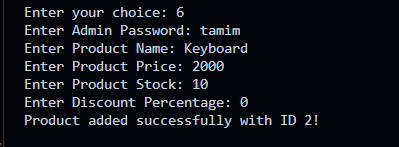 Enter your choice: 6
Enter Admin Password: tamim
Enter Product Name: Keyboard
Enter Product Price: 2000
Enter Product Stock: 10
Enter Discount Percentage: 0
Product added successfully with ID 2!